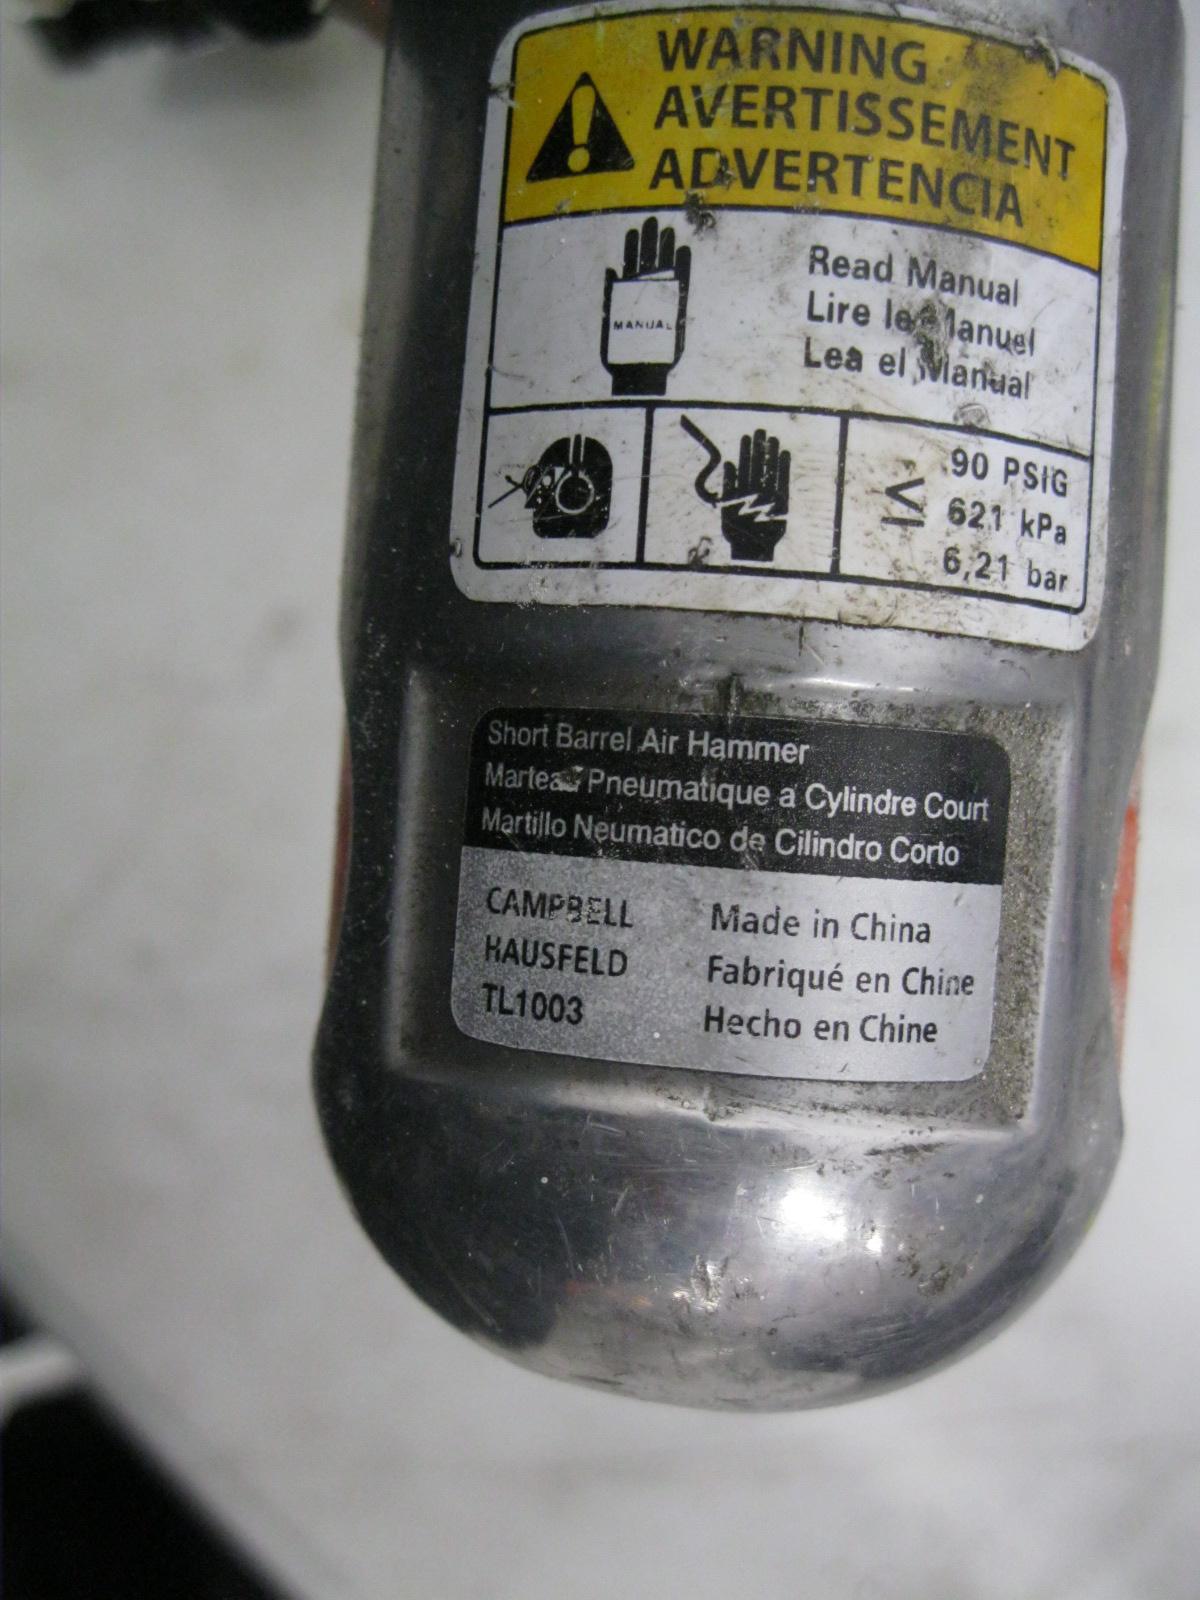 WARNING
AVERTISSEMENT
ADVERTENCIA
MANUAL
Read Manual
Lire le Manuel
Lea el Manual
≤
90 PSIG
621 kPa
6,21 bar
Short Barrel Air Hammer
Marteau Pneumatique a Cylindre Court
Martillo Neumatico de Cilindro Corto
CAMPBELL
HAUSFELD
TL1003
Made in China
Fabriqué en Chine
Hecho en Chine